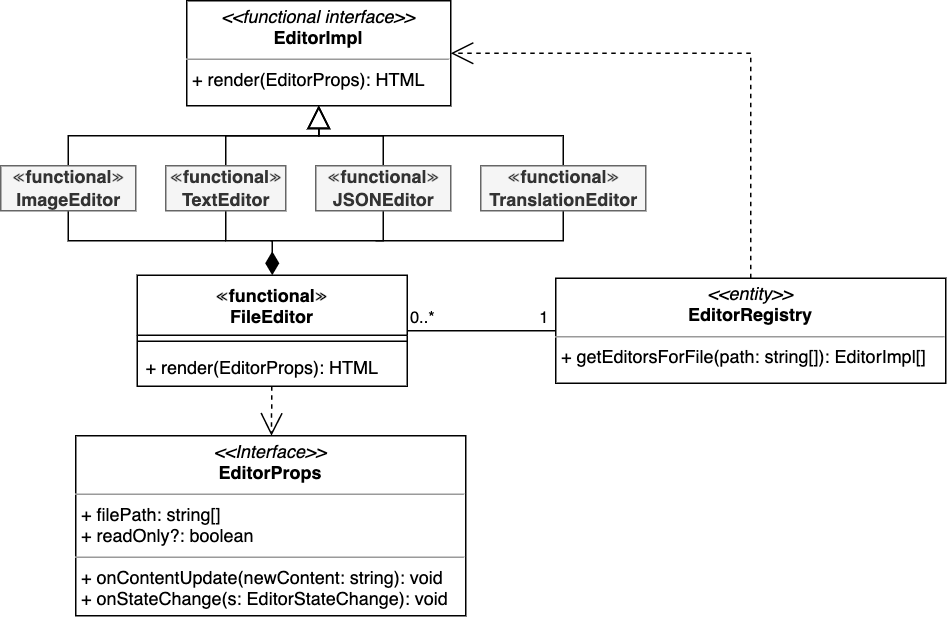 <<functional interface>>
EditorImpl
+ render(EditorProps): HTML
≪functional≫
ImageEditor
≪functional≫
TextEditor
≪functional≫
JSONEditor
≪functional≫
TranslationEditor
≪functional≫
FileEditor
+ render(EditorProps): HTML
0..*
1
<<entity>>
EditorRegistry
+ getEditorsForFile(path: string[]): EditorImpl[]
<<Interface>>
EditorProps
+ filePath: string[]
+ readOnly?: boolean
+ onContentUpdate(newContent: string): void
+ onStateChange(s: EditorStateChange): void